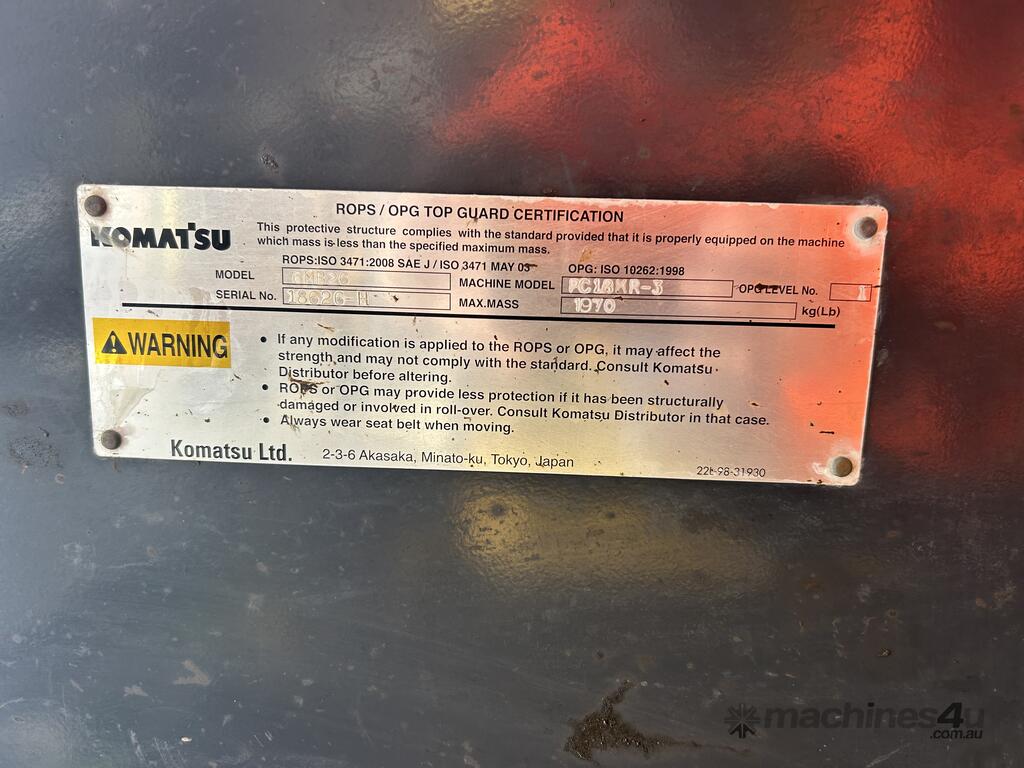 ROPS / OPG TOP GUARD CERTIFICATION
KOMATSU
This protective structure complies with the standard provided that it is properly equipped on the machine
which mass is less than the specified maximum mass.
ROPS:ISO 3471:2008 SAE J / ISO 3471 MAY 03 OPG: ISO 10262:1998
MODEL MACHINE MODEL PC18MR-3 OPG LEVEL No. 1
SERIAL No. 18626-H MAX.MASS 1970 kg(Lb)
WARNING
• If any modification is applied to the ROPS or OPG, it may affect the
strength and may not comply with the standard. Consult Komatsu
Distributor before altering.
• ROPS or OPG may provide less protection if it has been structurally
damaged or involved in roll-over. Consult Komatsu Distributor in that case.
• Always wear seat belt when moving.
Komatsu Ltd. 2-3-6 Akasaka, Minato-ku, Tokyo, Japan
machines4u
.com.au